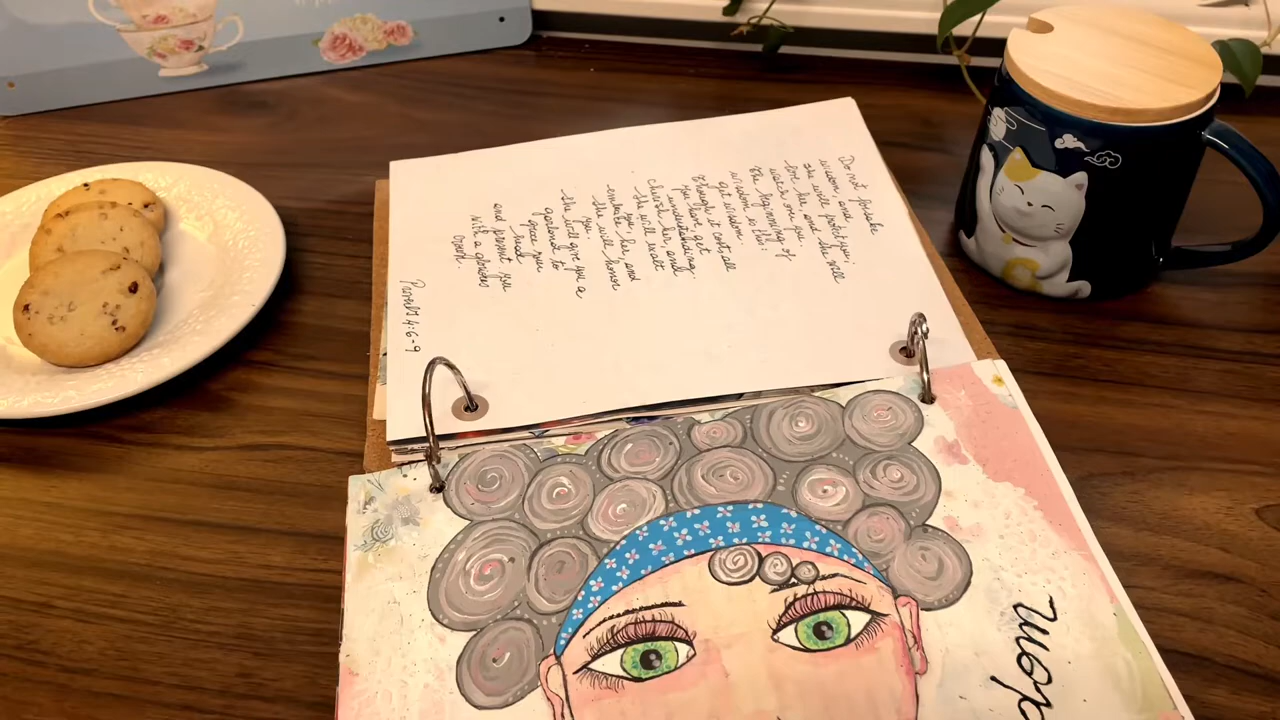 Do not forsake
wisdom, and
she will protect you;
love her, and she will
watch over you.
The beginning of
wisdom is this:
get wisdom.
Though it cost all
you have, get
understanding.
Cherish her, and
she will exalt
you;
embrace her, and
she will honor
you.
She will give you a
garland to
grace you
head
and present you
with a glorious
crown.
Proverbs 4:6-9